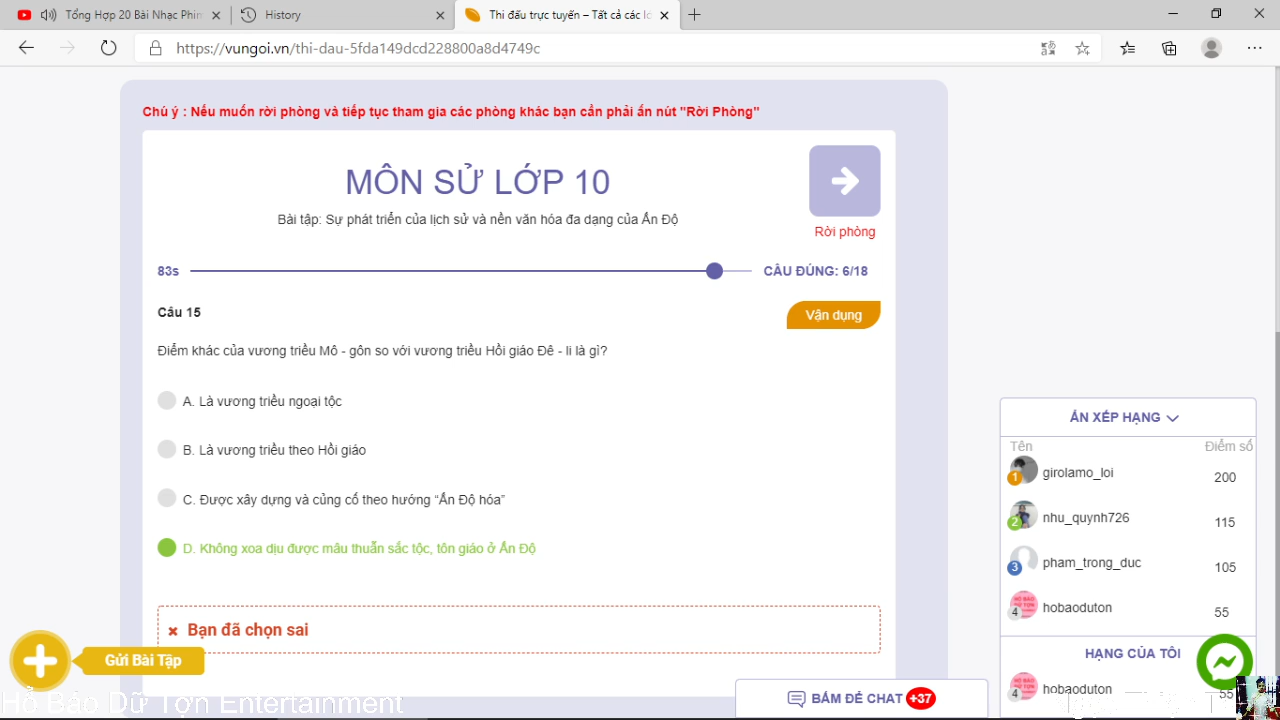 Tổng Hợp 20 Bài Nhạc Phim
History
Thi đấu trực tuyến – Tất cả các lớ
https://vungoi.vn/thi-dau-5fda149dcd228800a8d4749c
Chú ý : Nếu muốn rời phòng và tiếp tục tham gia các phòng khác bạn cần phải ấn nút "Rời Phòng"
MÔN SỬ LỚP 10
Bài tập: Sự phát triển của lịch sử và nền văn hóa đa dạng của Ấn Độ
Rời phòng
83s
CÂU ĐÚNG: 6/18
Câu 15
Vận dụng
Điểm khác của vương triều Mô - gôn so với vương triều Hồi giáo Đê - li là gì?
A. Là vương triều ngoại tộc
B. Là vương triều theo Hồi giáo
C. Được xây dựng và củng cố theo hướng “Ấn Độ hóa”
D. Không xoa dịu được mâu thuẫn sắc tộc, tôn giáo ở Ấn Độ
Bạn đã chọn sai
Gửi Bài Tập
Hồ Bảo Dữ Tợn Entertainment
ẨN XẾP HẠNG
Tên Điểm số
1 girolamo_loi 200
2 nhu_quynh726 115
3 pham_trong_duc 105
4 hobaoduton 55
HẠNG CỦA TÔI
4 hobaoduton 55
BẤM ĐỂ CHAT +37